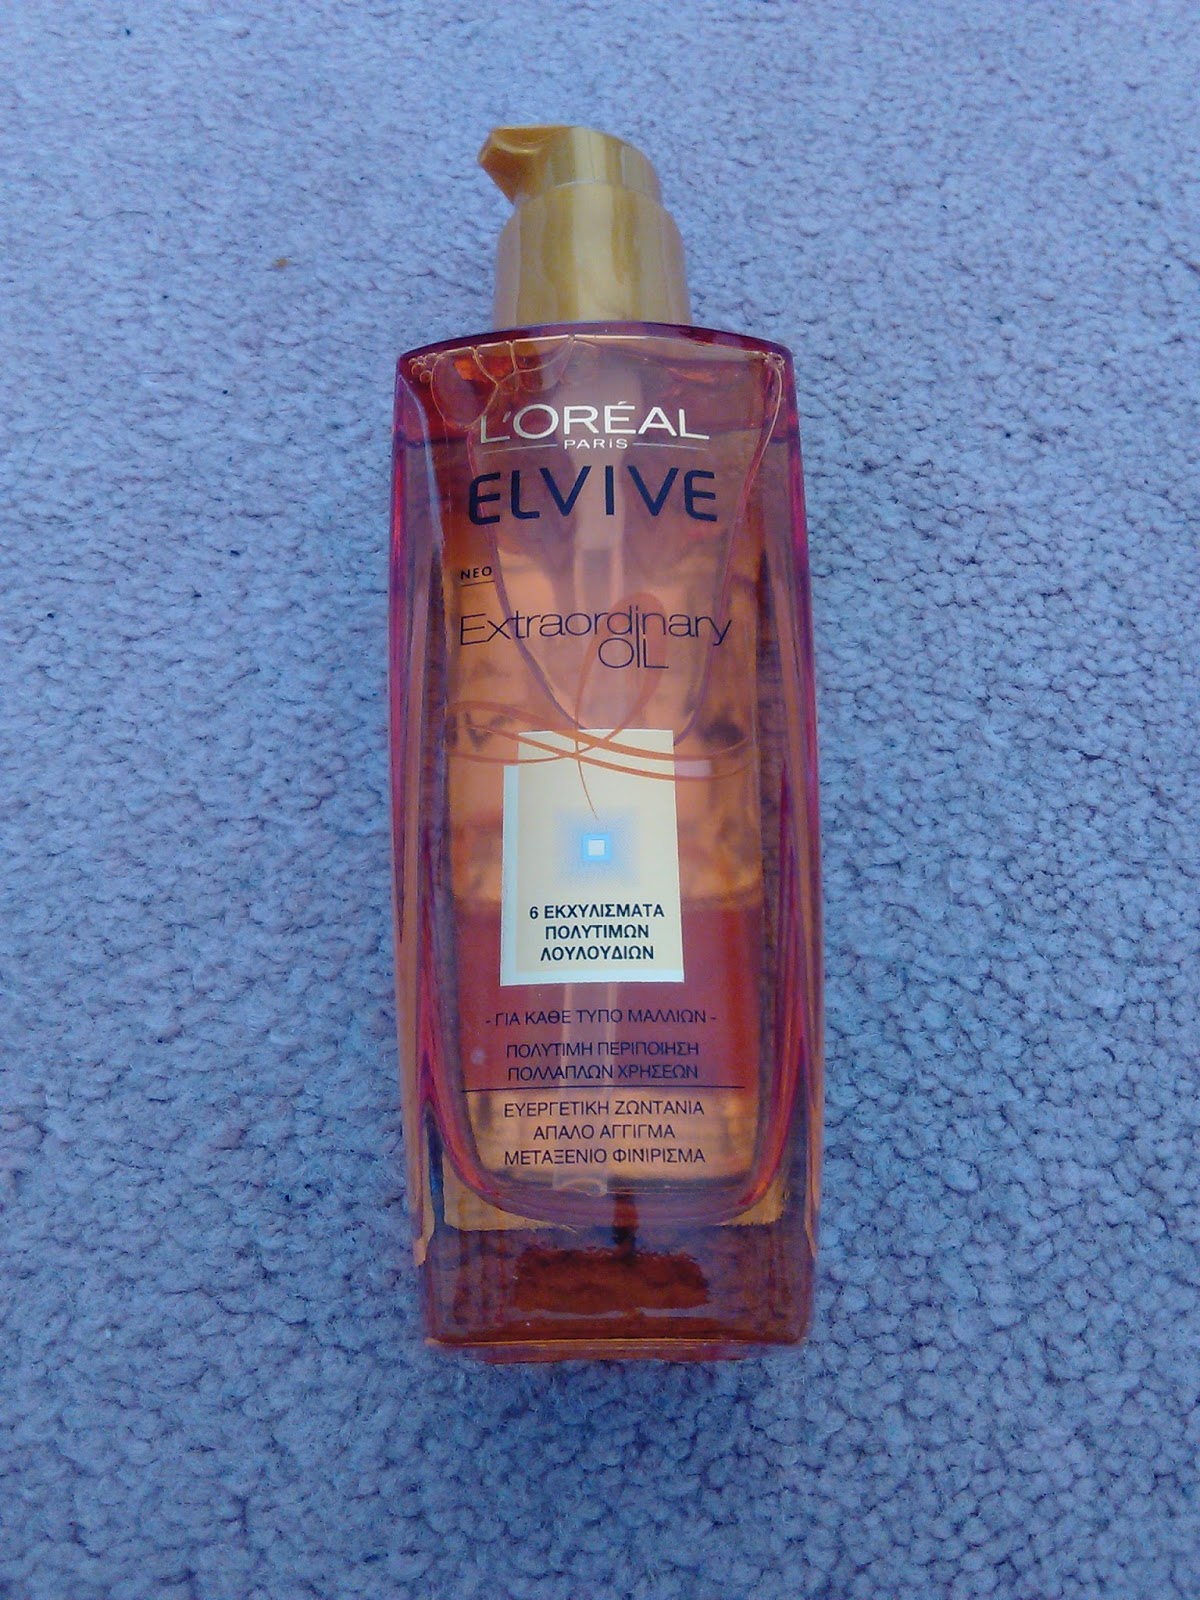 L'ORÉAL
PARIS
ELVIVE
ΝΕΟ
Extraordinary
OIL
6 ΕΚΧΥΛΙΣΜΑΤΑ
ΠΟΛΥΤΙΜΩΝ
ΛΟΥΛΟΥΔΙΩΝ
- ΓΙΑ ΚΑΘΕ ΤΥΠΟ ΜΑΛΛΙΩΝ -
ΠΟΛΥΤΙΜΗ ΠΕΡΙΠΟΙΗΣΗ
ΠΟΛΛΑΠΛΩΝ ΧΡΗΣΕΩΝ
ΕΥΕΡΓΕΤΙΚΗ ΖΩΝΤΑΝΙΑ
ΑΠΑΛΟ ΑΓΓΙΓΜΑ
ΜΕΤΑΞΕΝΙΟ ΦΙΝΙΡΙΣΜΑ